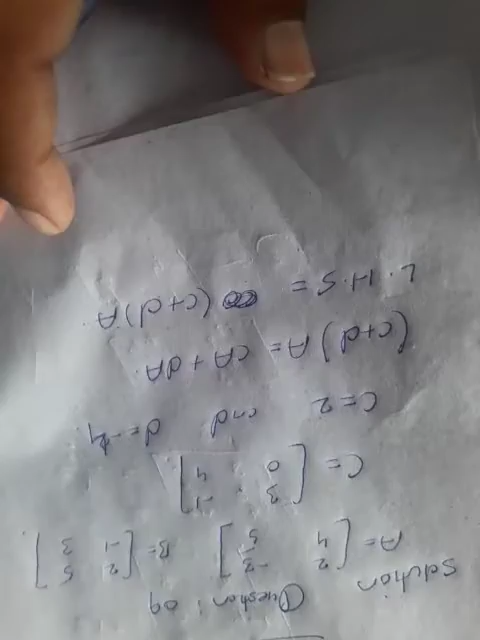 Question: 09
Solution
A = [ 2 -3 ] B = [ 2 5 ]
4 5 -1 3
C = [ 3 -1 ]
0 4
C = 2 and d = -4
(c+d)A = cA + dA.
L.H.S = (c+d)A.